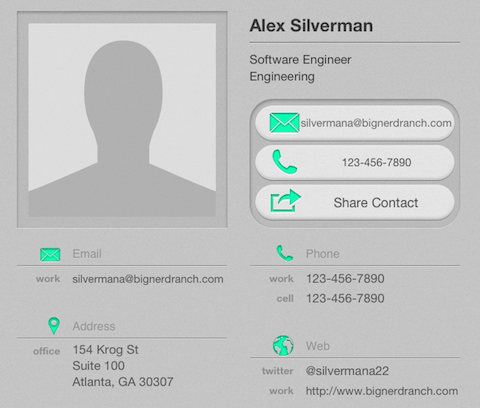 Alex Silverman
Software Engineer
Engineering
silvermana@bignerdranch.com
123-456-7890
Share Contact
Email
work silvermana@bignerdranch.com
Address
office 154 Krog St
Suite 100
Atlanta, GA 30307
Phone
work 123-456-7890
cell 123-456-7890
Web
twitter @silvermana22
work http://www.bignerdranch.com